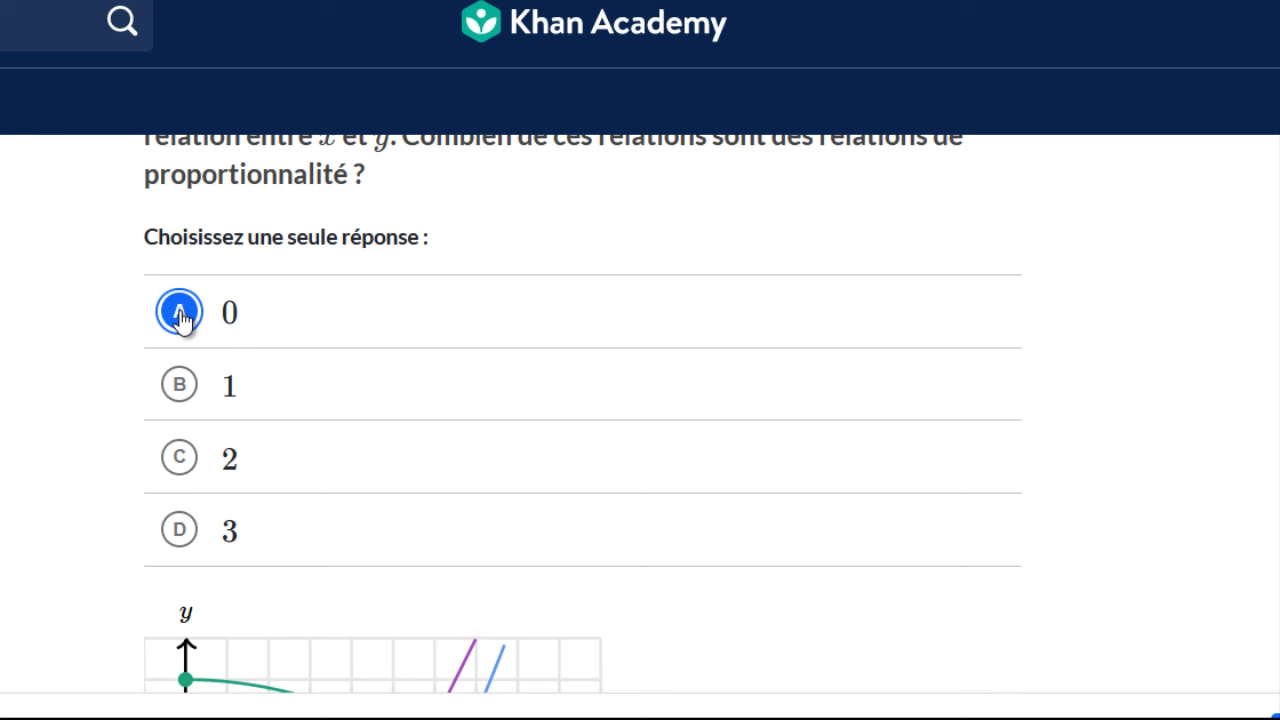 Khan Academy
relation entre x et y. Combien de ces relations sont des relations de
proportionnalité ?
Choisissez une seule réponse :
A 0
B 1
C 2
D 3
y